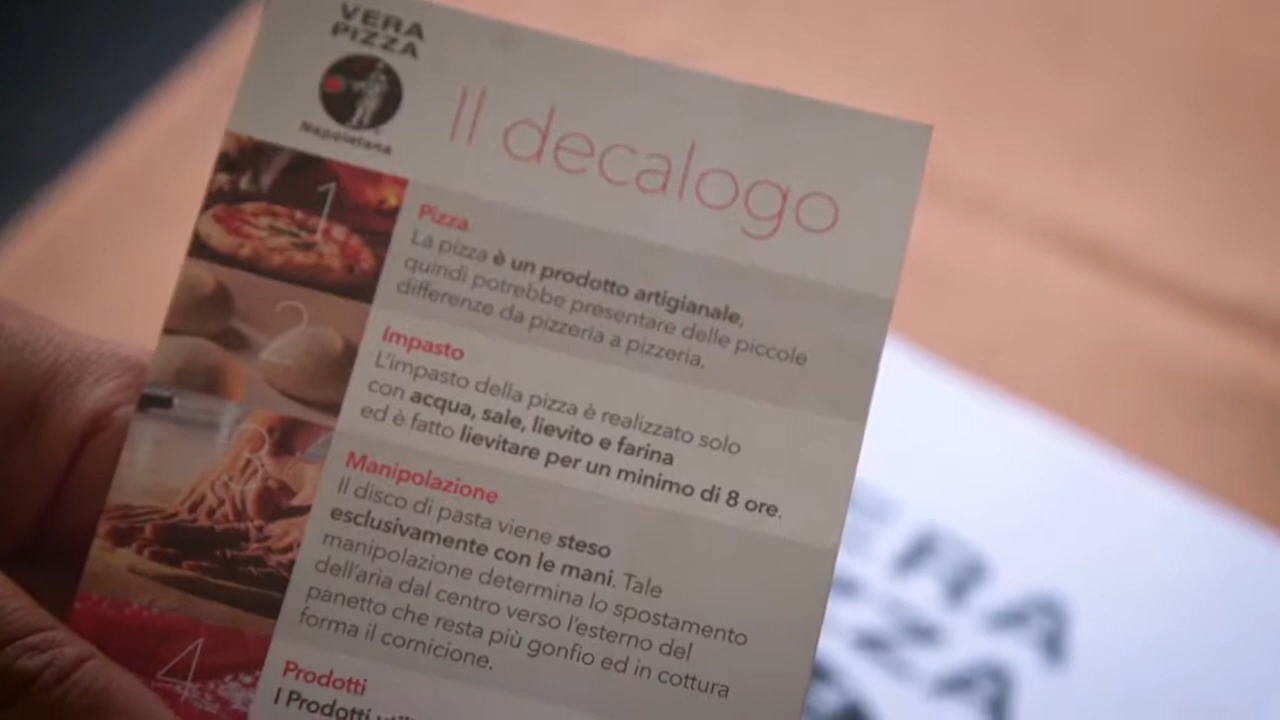 VERA
PIZZA
Napoletana
Il decalogo
1
Pizza
La pizza è un prodotto artigianale,
quindi potrebbe presentare delle piccole
differenze da pizzeria a pizzeria.
2
Impasto
L'impasto della pizza è realizzato solo
con acqua, sale, lievito e farina
ed è fatto lievitare per un minimo di 8 ore.
3
Manipolazione
Il disco di pasta viene steso
esclusivamente con le mani. Tale
manipolazione determina lo spostamento
dell'aria dal centro verso l'esterno del
panetto che resta più gonfio ed in cottura
forma il cornicione.
4
Prodotti
I Prodotti